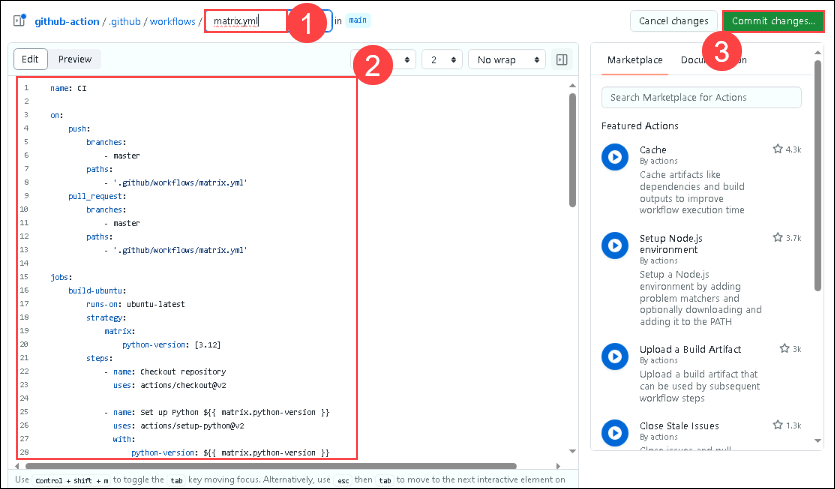 github-action / .github / workflows / matrix.yml in main
Cancel changes
Commit changes...
1
2
3
Edit
Preview
2
No wrap
1 name: CI
2
3 on:
4 push:
5 branches:
6 - master
7 paths:
8 - '.github/workflows/matrix.yml'
9 pull_request:
10 branches:
11 - master
12 paths:
13 - '.github/workflows/matrix.yml'
14
15 jobs:
16 build-ubuntu:
17 runs-on: ubuntu-latest
18 strategy:
19 matrix:
20 python-version: [3.12]
21 steps:
22 - name: Checkout repository
23 uses: actions/checkout@v2
24
25 - name: Set up Python ${{ matrix.python-version }}
26 uses: actions/setup-python@v2
27 with:
28 python-version: ${{ matrix.python-version }}
Use Control + Shift + m to toggle the tab key moving focus. Alternatively, use esc then tab to move to the next interactive element on
Marketplace
Search Marketplace for Actions
Featured Actions
Cache
4.3k
By actions
Cache artifacts like
dependencies and build
outputs to improve
workflow execution time
Setup Node.js
environment
3.7k
By actions
Setup a Node.js
environment by adding
problem matchers and
optionally downloading and
adding it to the PATH
Upload a Build Artifact
3k
By actions
Upload a build artifact that
can be used by subsequent
workflow steps
Close Stale Issues
1.3k
By actions